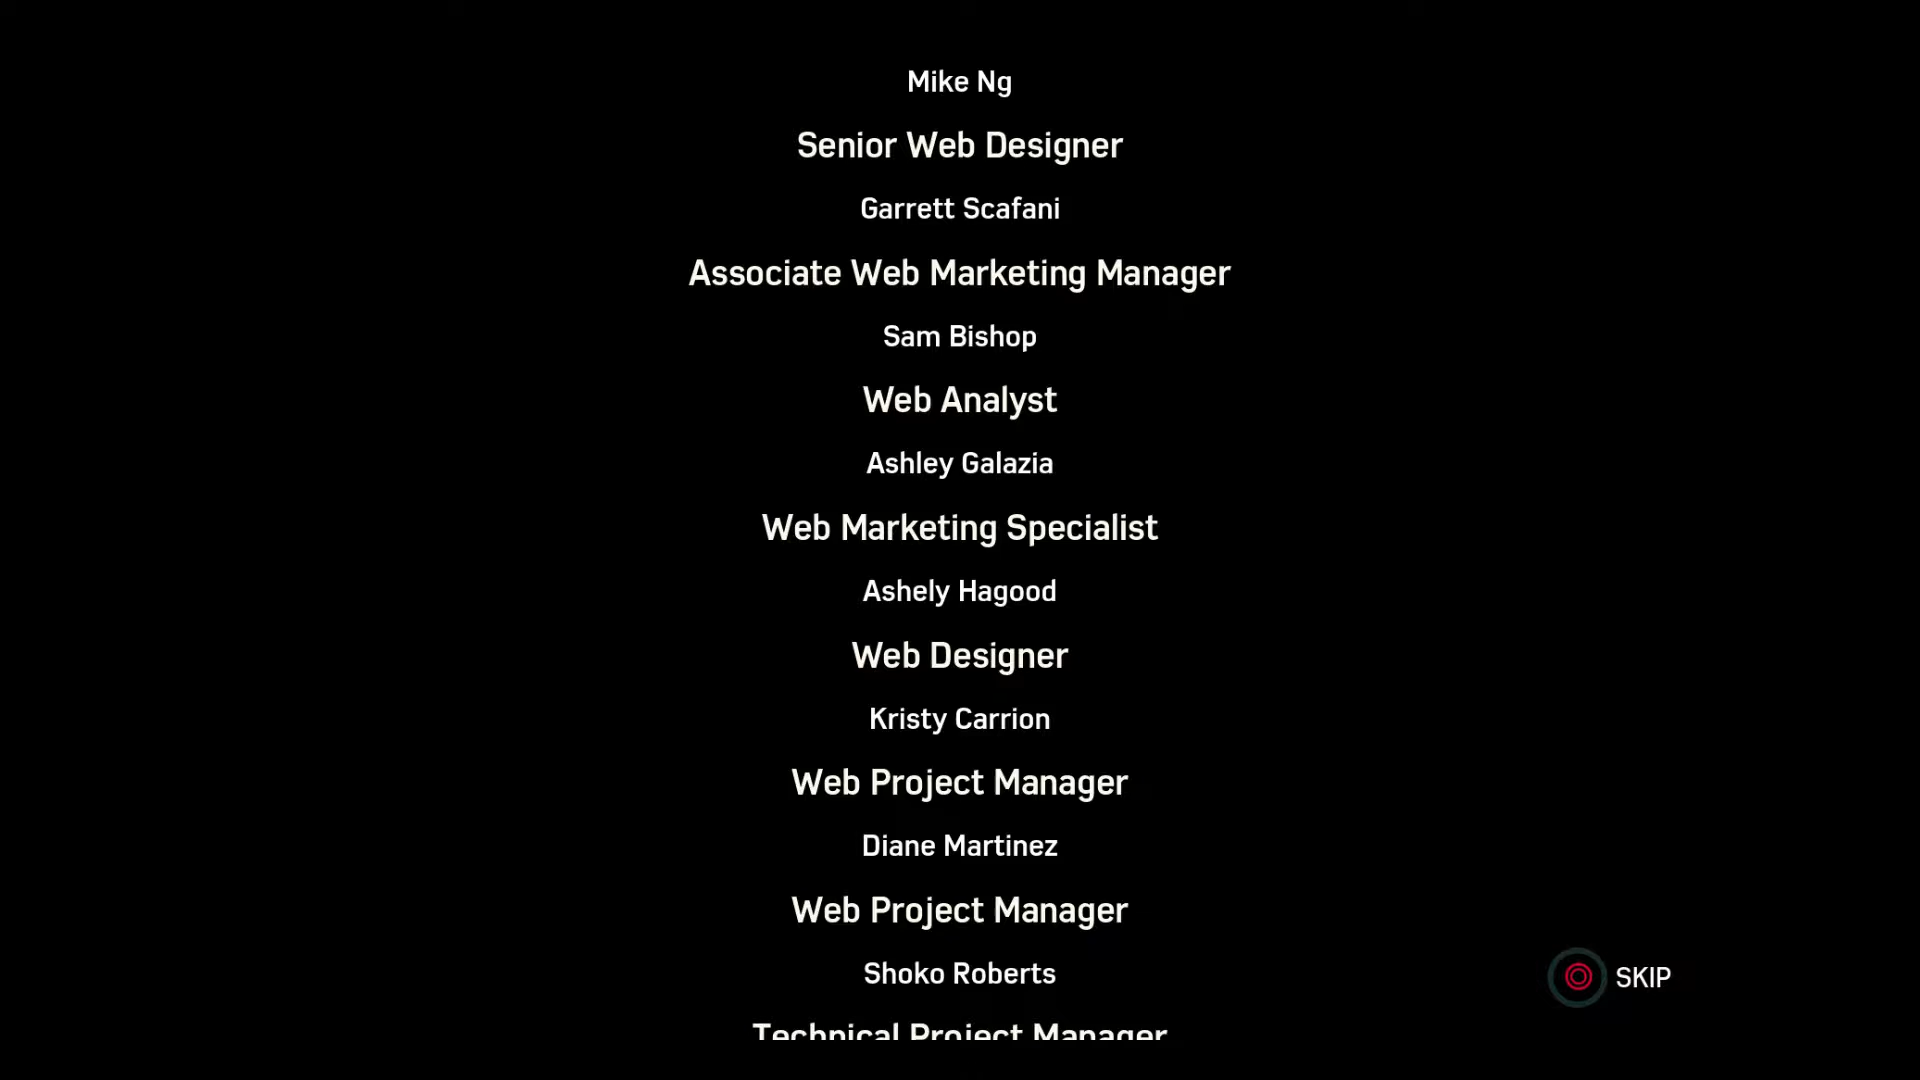 Mike Ng
Senior Web Designer
Garrett Scafani
Associate Web Marketing Manager
Sam Bishop
Web Analyst
Ashley Galazia
Web Marketing Specialist
Ashely Hagood
Web Designer
Kristy Carrion
Web Project Manager
Diane Martinez
Web Project Manager
Shoko Roberts
SKIP
Technical Project Manager